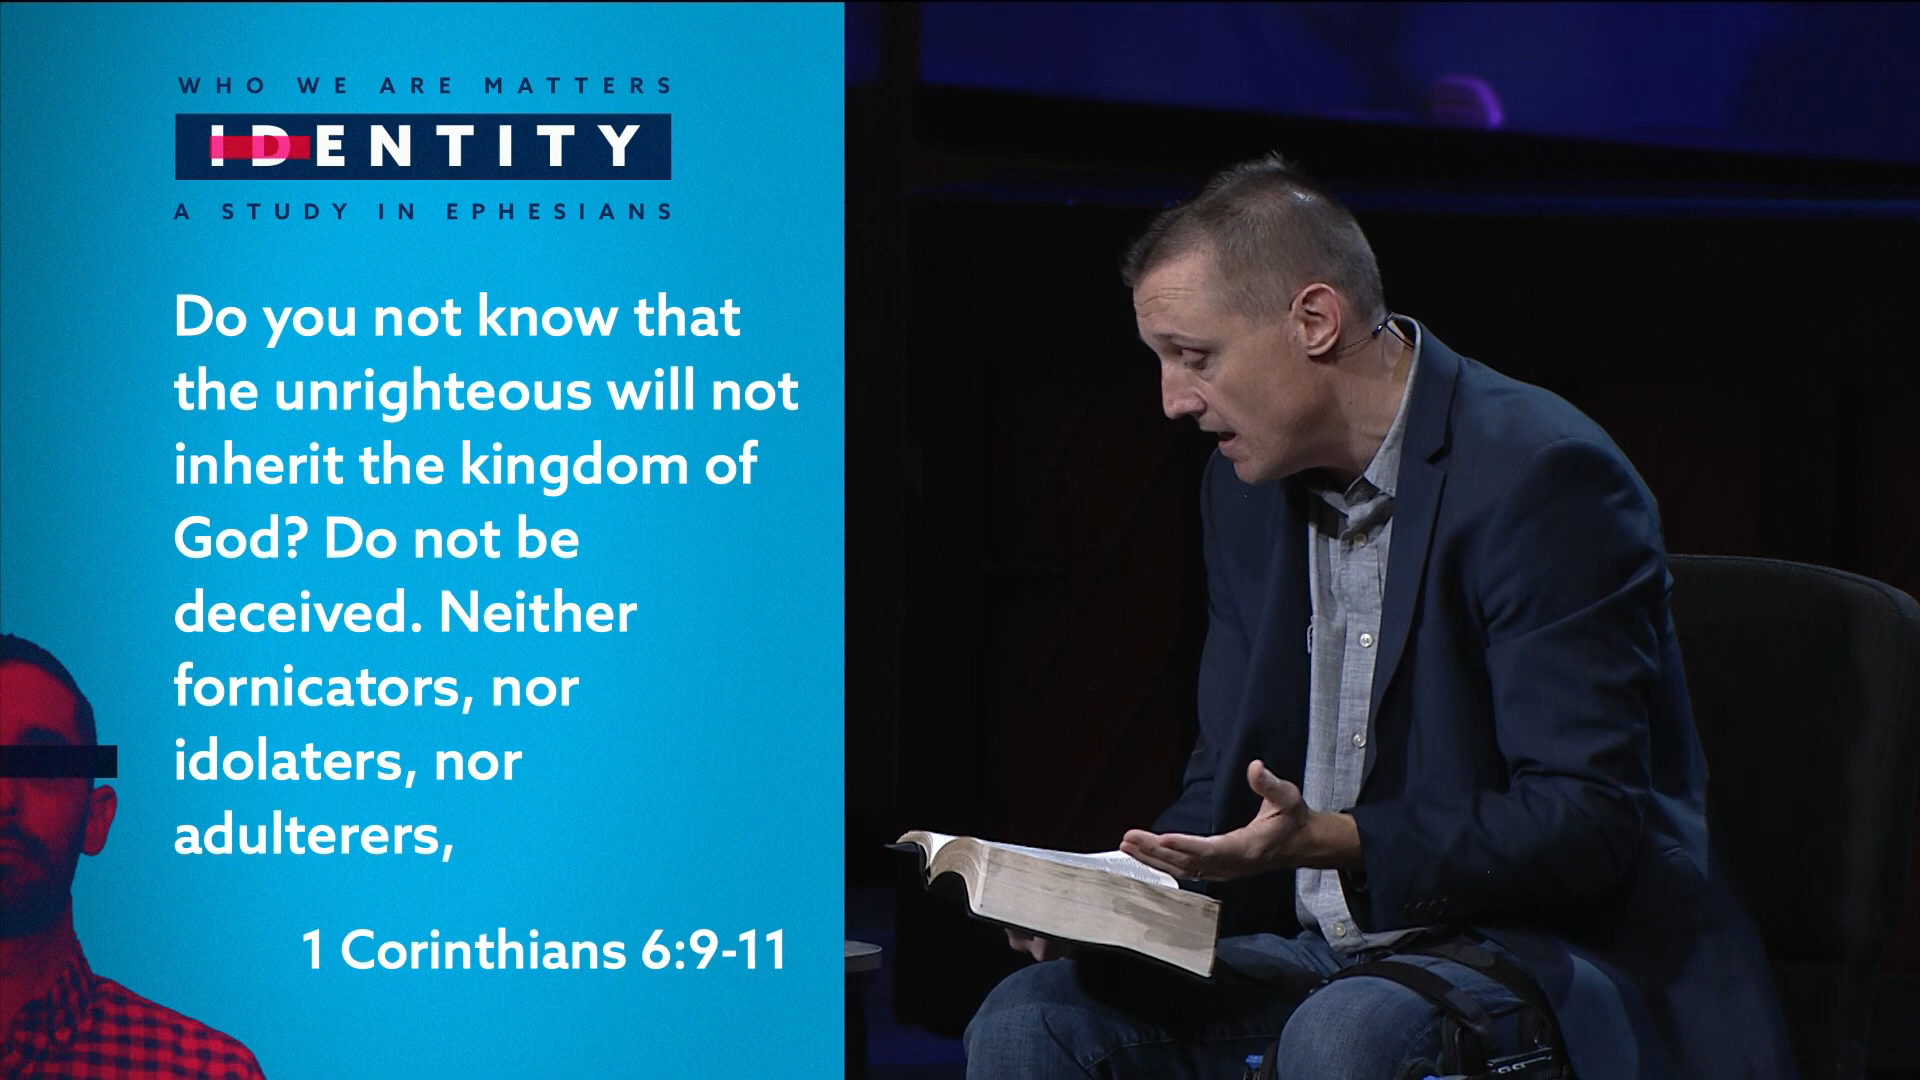 WHO WE ARE MATTERS
IDENTITY
A STUDY IN EPHESIANS
Do you not know that
the unrighteous will not
inherit the kingdom of
God? Do not be
deceived. Neither
fornicators, nor
idolaters, nor
adulterers,
1 Corinthians 6:9-11